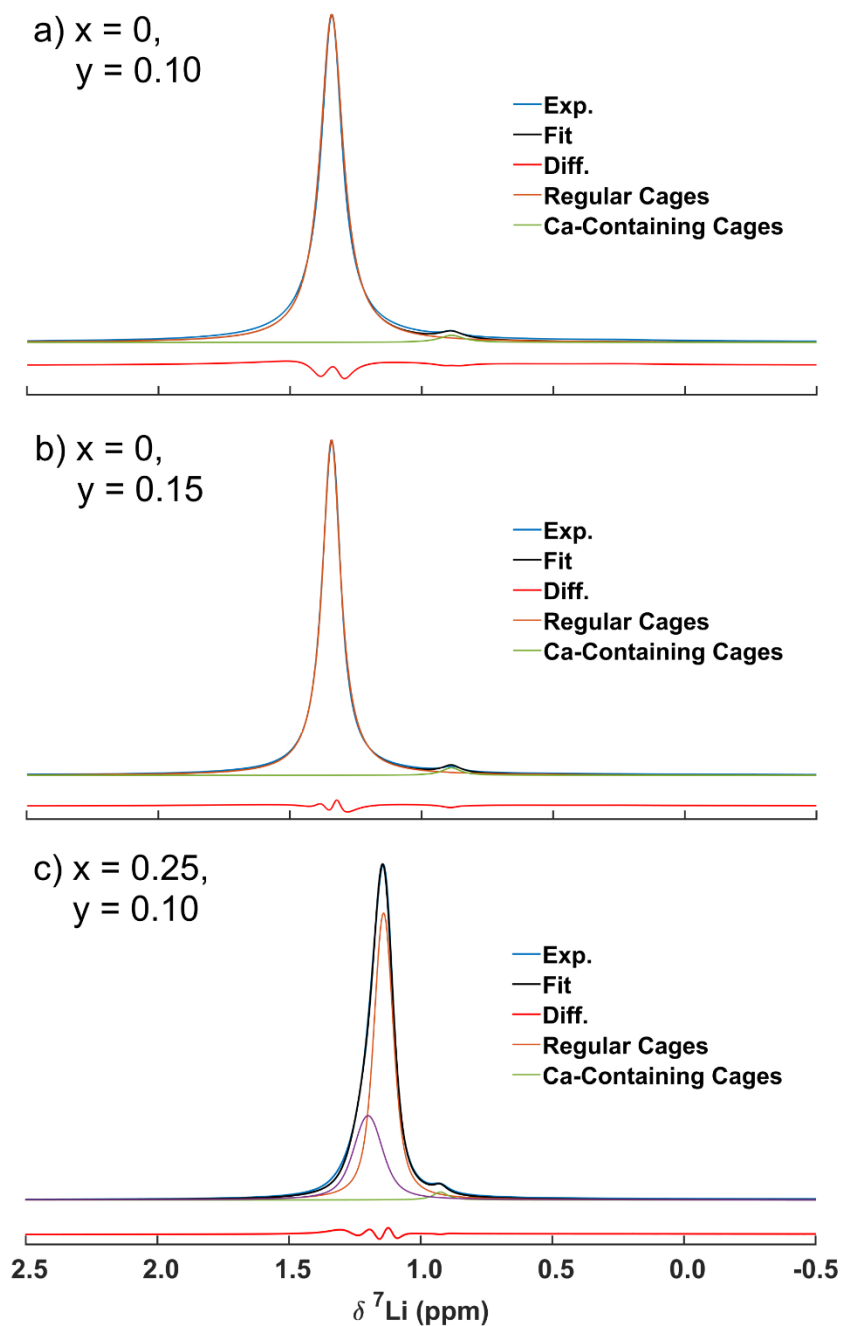 a) x = 0,
y = 0.10
Exp.
Fit
Diff.
Regular Cages
Ca-Containing Cages
b) x = 0,
y = 0.15
Exp.
Fit
Diff.
Regular Cages
Ca-Containing Cages
c) x = 0.25,
y = 0.10
Exp.
Fit
Diff.
Regular Cages
Ca-Containing Cages
2.5 2.0 1.5 1.0 0.5 0.0 -0.5
δ ⁷Li (ppm)